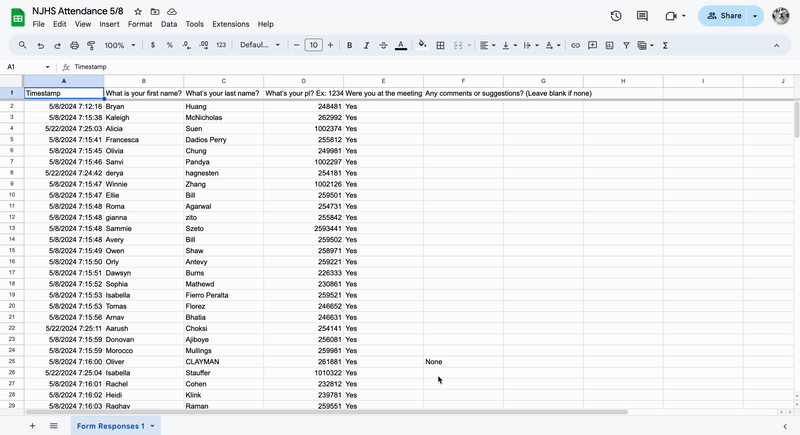 NJHS Attendance 5/8
File Edit View Insert Format Data Tools Extensions Help
Share
100% $ % .0 .00 123 Defaul... 10 B I A
A1 fx Timestamp
A B C D E F G H I J
1 Timestamp What is your first name? What's your last name? What's your pl? Ex: 1234 Were you at the meeting Any comments or suggestions? (Leave blank if none)
2 5/8/2024 7:12:16 Bryan Huang 248481 Yes
3 5/8/2024 7:15:38 Kaleigh McNicholas 262992 Yes
4 5/22/2024 7:25:03 Alicia Suen 1002374 Yes
5 5/8/2024 7:15:41 Francesca Dadios Perry 255812 Yes
6 5/8/2024 7:15:45 Olivia Chung 249981 Yes
7 5/8/2024 7:15:46 Sanvi Pandya 1002297 Yes
8 5/22/2024 7:24:42 derya hagnesten 254181 Yes
9 5/8/2024 7:15:47 Winnie Zhang 1002126 Yes
10 5/8/2024 7:15:47 Ellie Bill 259501 Yes
11 5/8/2024 7:15:48 Roma Agarwal 254731 Yes
12 5/8/2024 7:15:48 gianna zito 255842 Yes
13 5/8/2024 7:15:48 Sammie Szeto 2593441 Yes
14 5/8/2024 7:15:48 Avery Bill 259502 Yes
15 5/8/2024 7:15:49 Owen Shaw 258971 Yes
16 5/8/2024 7:15:50 Orly Antevy 259221 Yes
17 5/8/2024 7:15:51 Dawsyn Burns 226333 Yes
18 5/8/2024 7:15:52 Sophia Mathewd 230861 Yes
19 5/8/2024 7:15:53 Isabella Fierro Peralta 259521 Yes
20 5/8/2024 7:15:53 Tomas Florez 246652 Yes
21 5/8/2024 7:15:56 Arnav Bhatia 246631 Yes
22 5/22/2024 7:25:11 Aarush Choksi 254141 Yes
23 5/8/2024 7:15:59 Donovan Ajiboye 256081 Yes
24 5/8/2024 7:15:59 Morocco Mullings 259981 Yes
25 5/8/2024 7:16:00 Oliver CLAYMAN 261881 Yes None
26 5/22/2024 7:25:04 Isabella Stauffer 1010322 Yes
27 5/8/2024 7:16:01 Rachel Cohen 232812 Yes
28 5/8/2024 7:16:02 Heidi Klink 239781 Yes
29 5/8/2024 7:16:03 Raghav Raman 259551 Yes
Form Responses 1